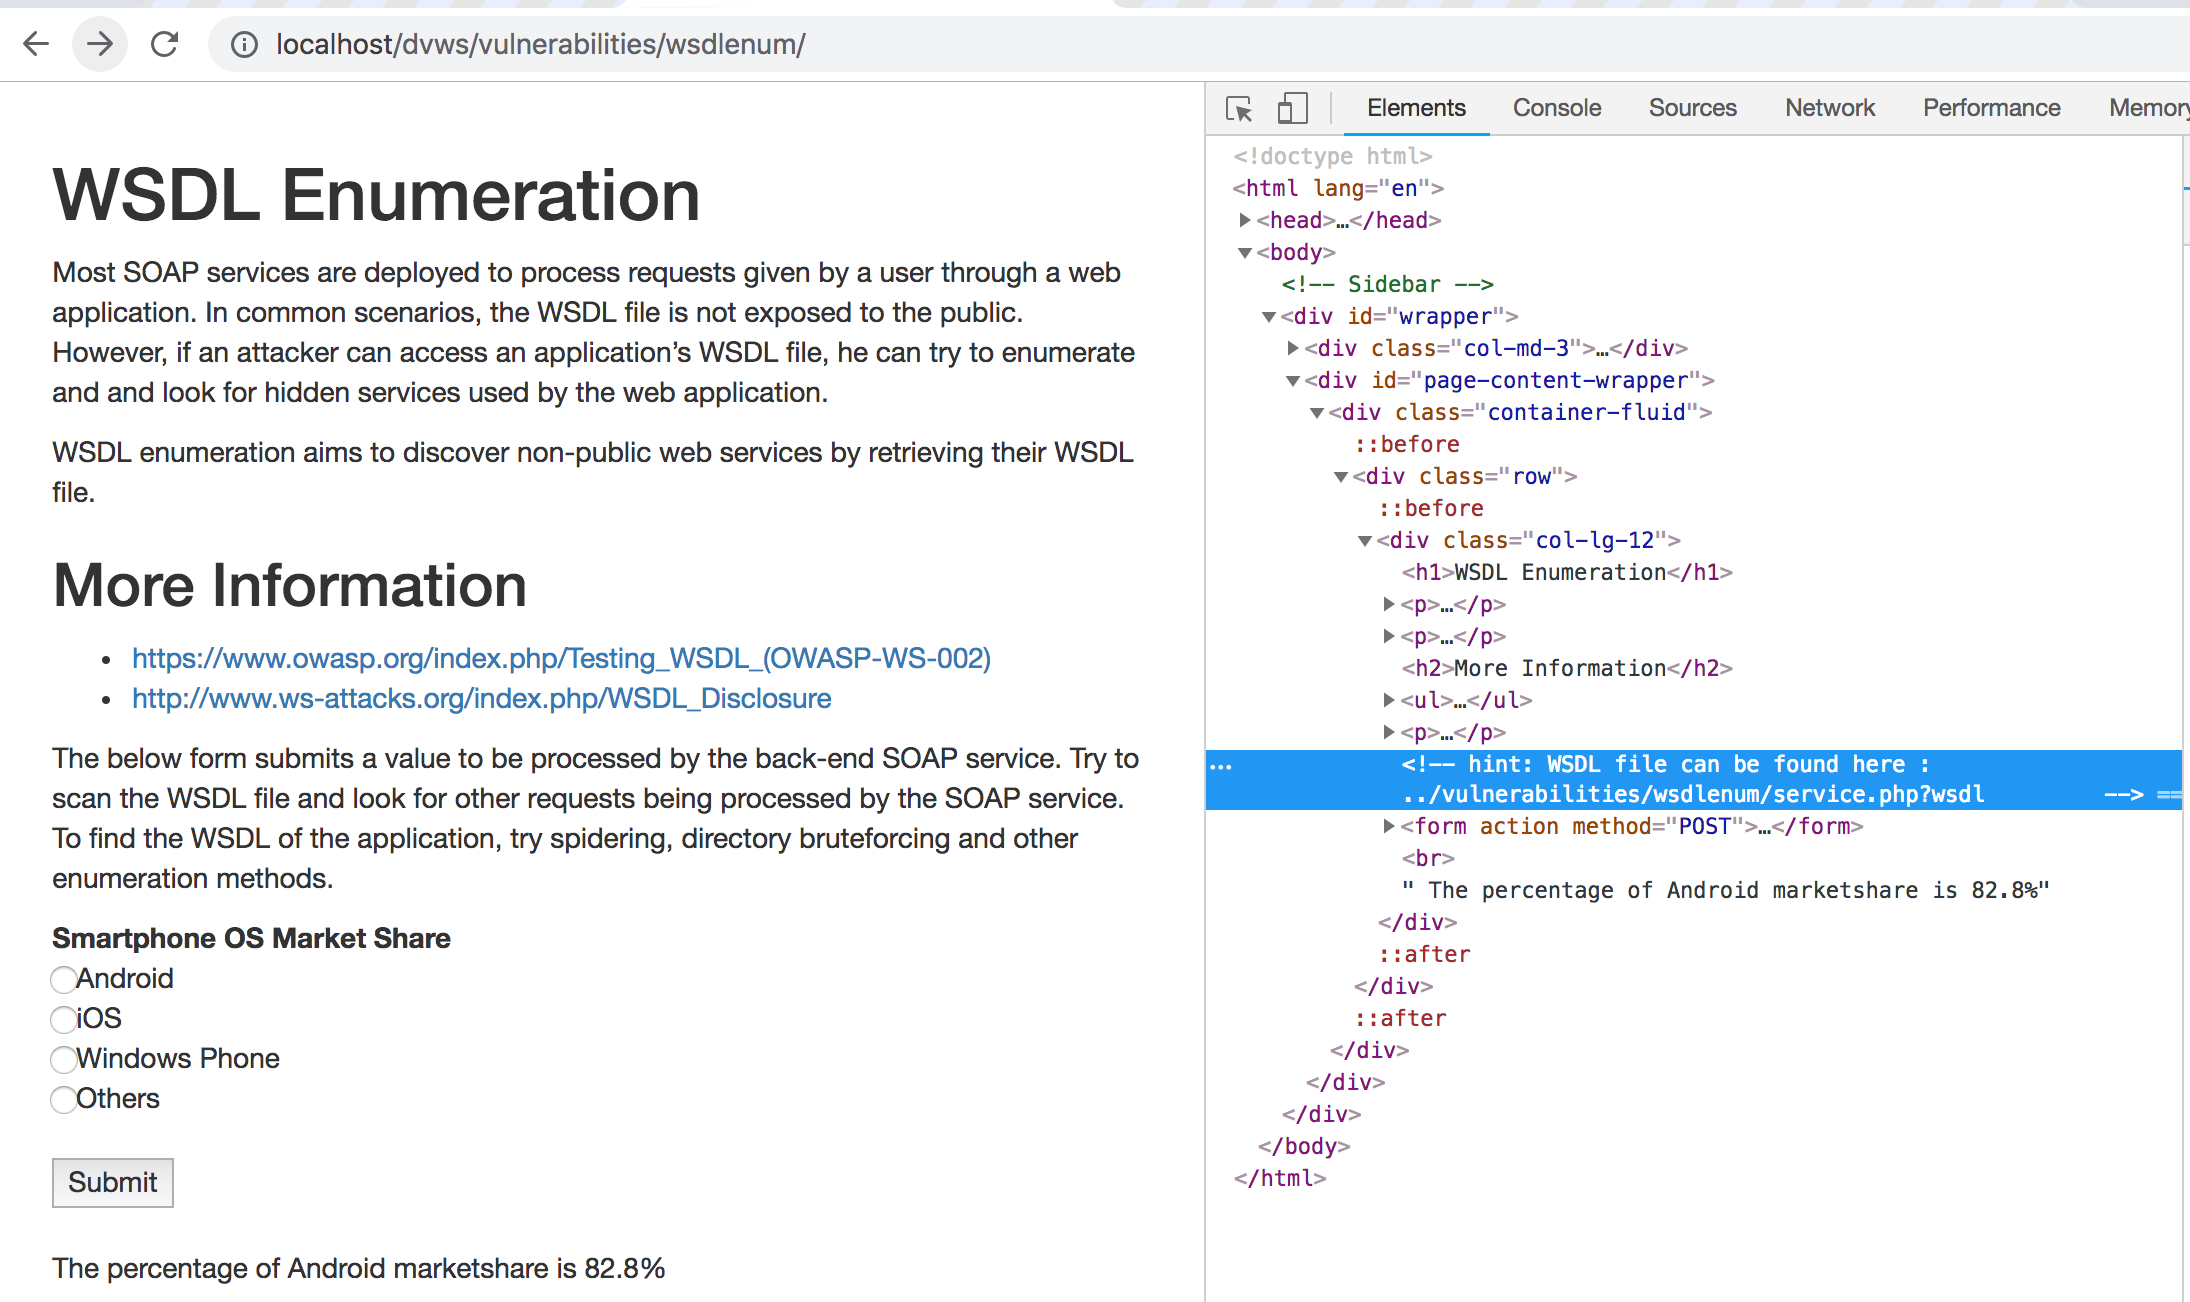 localhost/dvws/vulnerabilities/wsdlenum/
WSDL Enumeration
Most SOAP services are deployed to process requests given by a user through a web
application. In common scenarios, the WSDL file is not exposed to the public.
However, if an attacker can access an application’s WSDL file, he can try to enumerate
and and look for hidden services used by the web application.
WSDL enumeration aims to discover non-public web services by retrieving their WSDL
file.
More Information
• https://www.owasp.org/index.php/Testing_WSDL_(OWASP-WS-002)
• http://www.ws-attacks.org/index.php/WSDL_Disclosure
The below form submits a value to be processed by the back-end SOAP service. Try to
scan the WSDL file and look for other requests being processed by the SOAP service.
To find the WSDL of the application, try spidering, directory bruteforcing and other
enumeration methods.
Smartphone OS Market Share
Android
iOS
Windows Phone
Others
Submit
The percentage of Android marketshare is 82.8%
Elements Console Sources Network Performance Memory
<!doctype html>
<html lang="en">
<head>…</head>
<body>
<!-- Sidebar -->
<div id="wrapper">
<div class="col-md-3">…</div>
<div id="page-content-wrapper">
<div class="container-fluid">
::before
<div class="row">
::before
<div class="col-lg-12">
<h1>WSDL Enumeration</h1>
<p>…</p>
<p>…</p>
<h2>More Information</h2>
<ul>…</ul>
<p>…</p>
… <!-- hint: WSDL file can be found here :
../vulnerabilities/wsdlenum/service.php?wsdl --> ==
<form action method="POST">…</form>
<br>
" The percentage of Android marketshare is 82.8%"
</div>
::after
</div>
::after
</div>
</div>
</div>
</body>
</html>